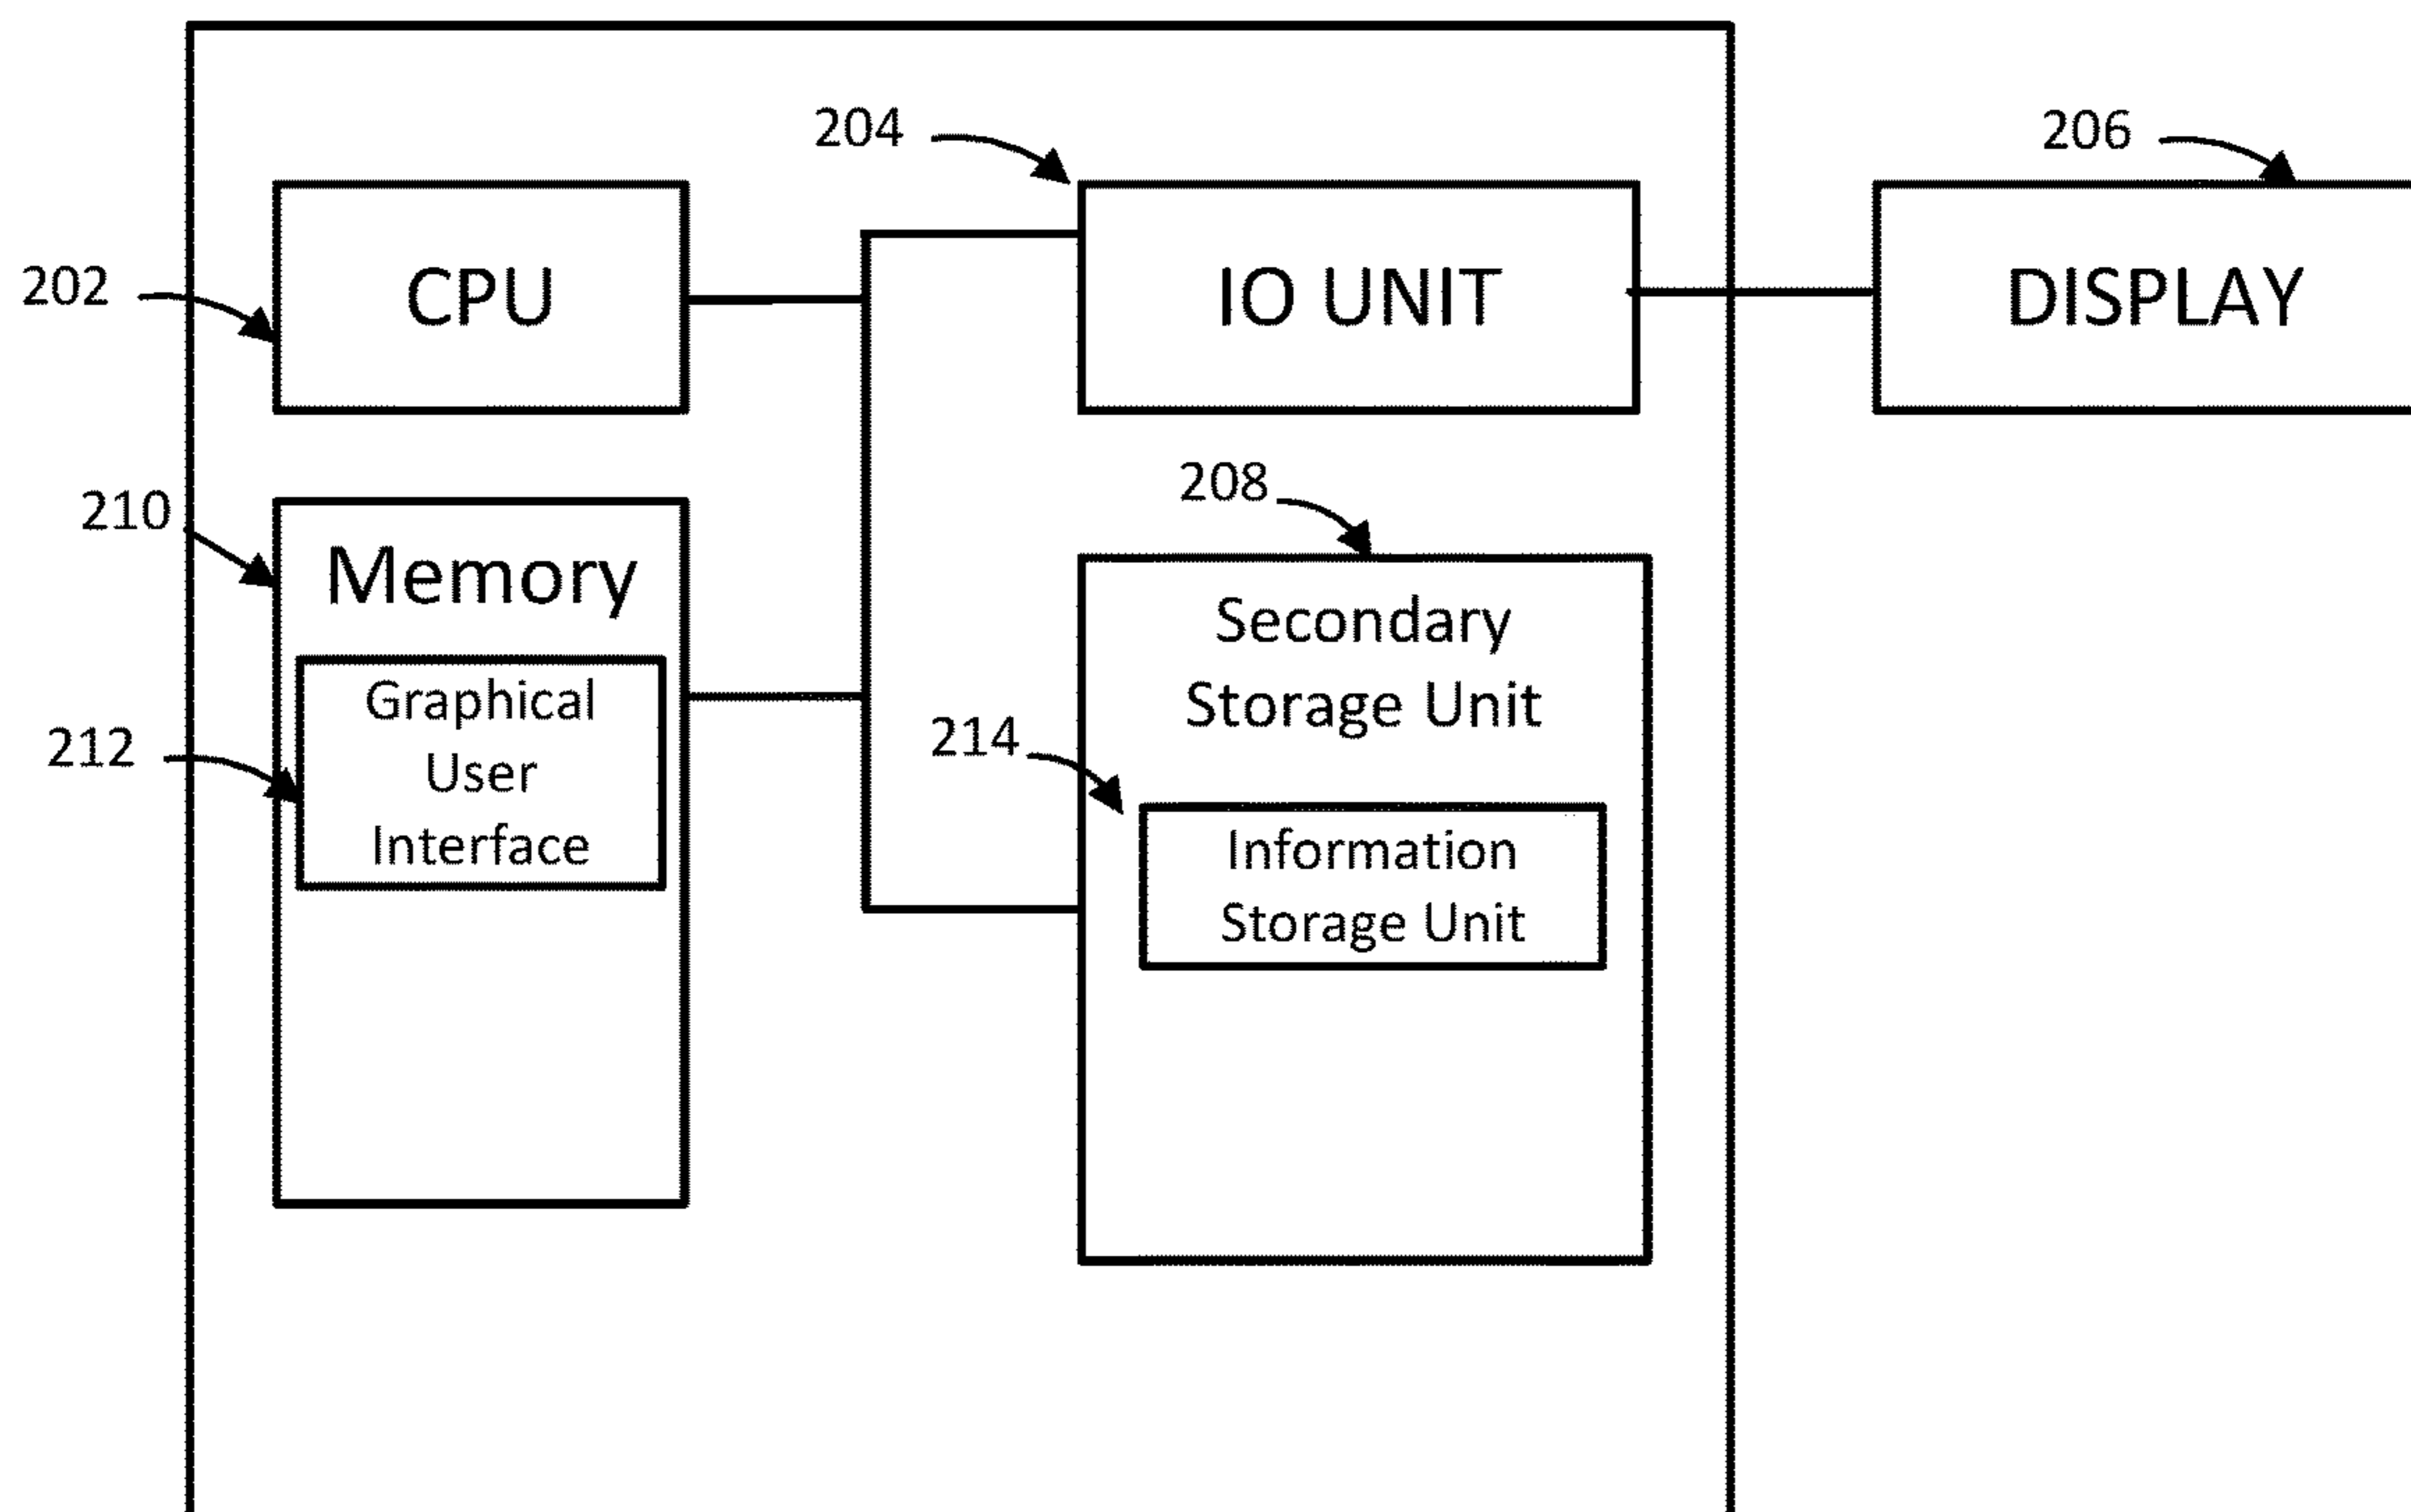 204
206
202
CPU
IO UNIT
DISPLAY
208
210
Memory
Secondary
Storage Unit
212
Graphical
User
Interface
214
Information
Storage Unit